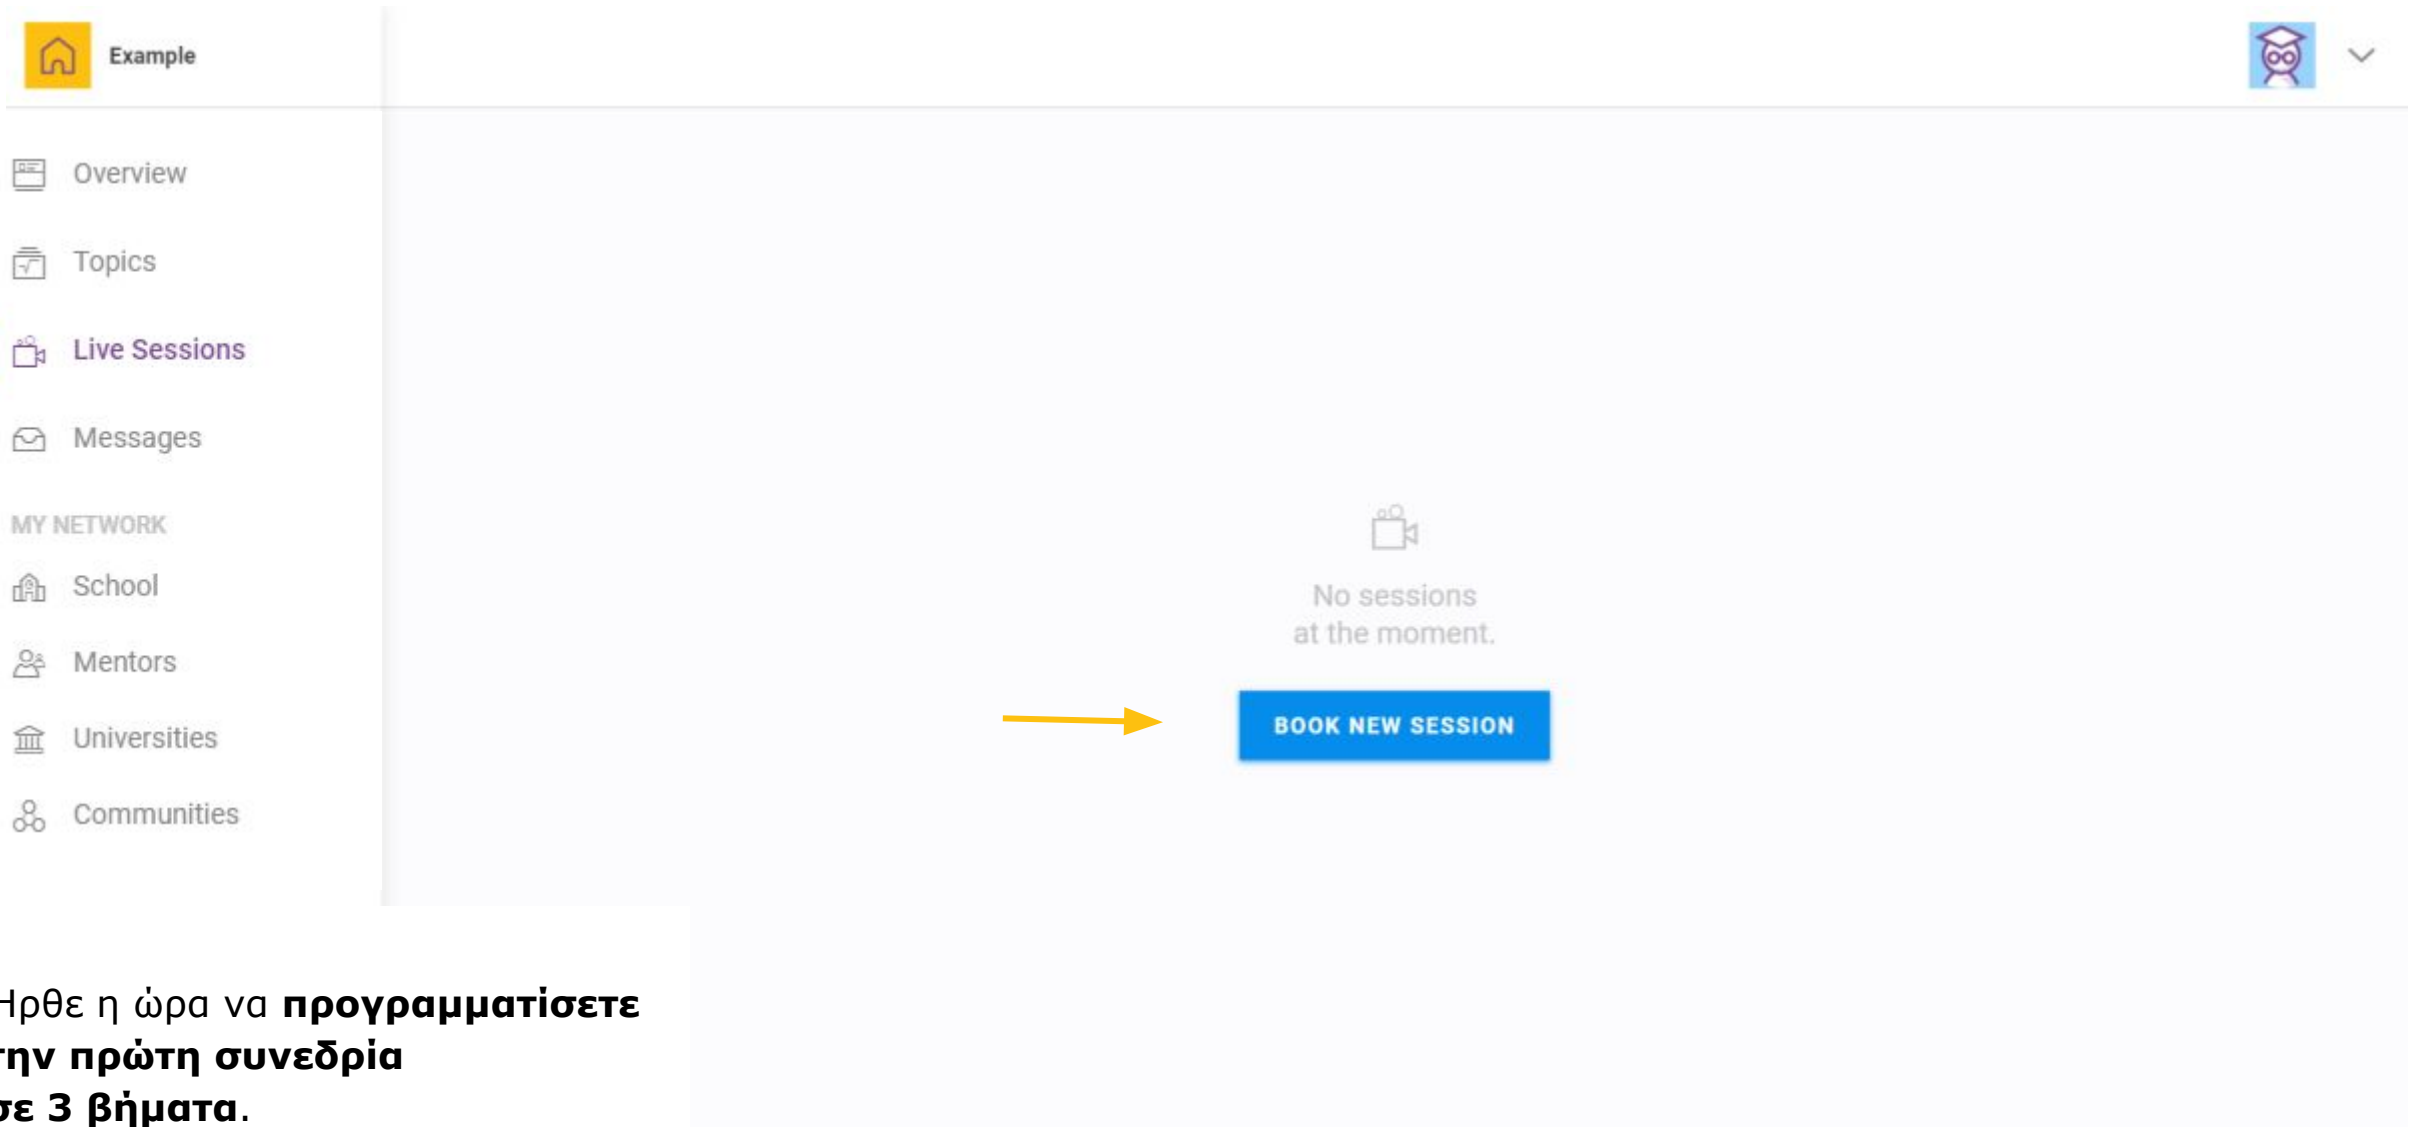 Example
Overview
Topics
Live Sessions
Messages
MY NETWORK
School
Mentors
Universities
Communities
No sessions
at the moment.
BOOK NEW SESSION
Ηρθε η ώρα να προγραμματίσετε
την πρώτη συνεδρία
σε 3 βήματα.